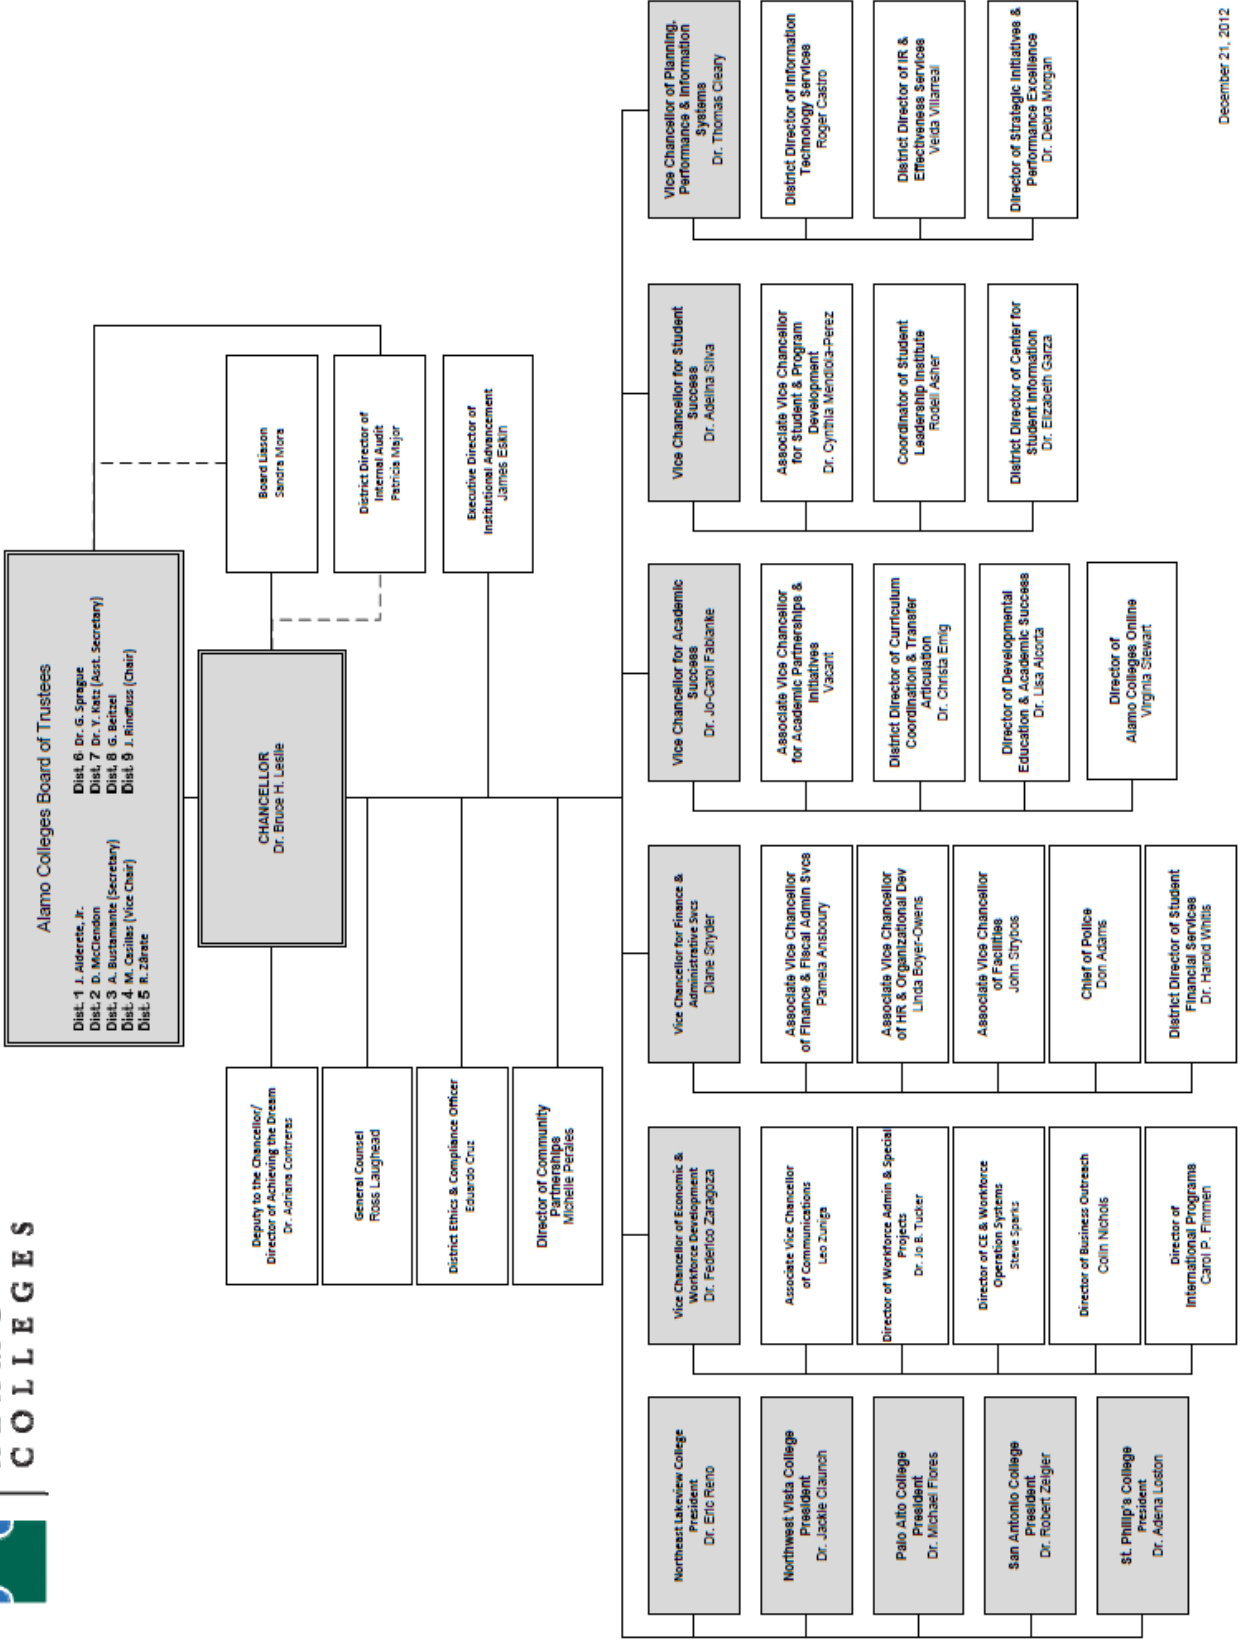 COLLEGES
Alamo Colleges Board of Trustees
Dist. 1 J. Alderete, Jr.
Dist. 2 D. McClendon
Dist. 3 A. Bustamante (Secretary)
Dist. 4 M. Casillas (Vice Chair)
Dist. 5 R. Zárate
Dist. 6 Dr. G. Sprague
Dist. 7 Dr. Y. Katz (Asst. Secretary)
Dist. 8 G. Beitzel
Dist. 9 J. Rindfuss (Chair)
CHANCELLOR
Dr. Bruce H. Leslie
Deputy to the Chancellor/
Director of Achieving the Dream
Dr. Adriana Contreras
General Counsel
Ross Laughead
District Ethics & Compliance Officer
Eduardo Cruz
Director of Community
Partnerships
Michelle Perales
Board Liason
Sandra Mora
District Director of
Internal Audit
Patricia Major
Executive Director of
Institutional Advancement
James Eskin
Northeast Lakeview College
President
Dr. Eric Reno
Northwest Vista College
President
Dr. Jackie Claunch
Palo Alto College
President
Dr. Michael Flores
San Antonio College
President
Dr. Robert Zeigler
St. Philip's College
President
Dr. Adena Loston
Vice Chancellor of Economic &
Workforce Development
Dr. Federico Zaragoza
Associate Vice Chancellor
of Communications
Leo Zuniga
Director of Workforce Admin & Special
Projects
Dr. Jo B. Tucker
Director of CE & Workforce
Operation Systems
Steve Sparks
Director of Business Outreach
Colin Nichols
Director of
International Programs
Carol P. Fimmen
Vice Chancellor for Finance &
Administrative Svcs
Diane Snyder
Associate Vice Chancellor
of Finance & Fiscal Admin Svcs
Pamela Ansboury
Associate Vice Chancellor
of HR & Organizational Dev
Linda Boyer-Owens
Associate Vice Chancellor
of Facilities
John Strybos
Chief of Police
Don Adams
District Director of Student
Financial Services
Dr. Harold Whitis
Vice Chancellor for Academic
Success
Dr. Jo-Carol Fabianke
Associate Vice Chancellor
for Academic Partnerships &
Initiatives
Vacant
District Director of Curriculum
Coordination & Transfer
Articulation
Dr. Christa Emig
Director of Developmental
Education & Academic Success
Dr. Lisa Alcorta
Director of
Alamo Colleges Online
Virginia Stewart
Vice Chancellor for Student
Success
Dr. Adelina Silva
Associate Vice Chancellor
for Student & Program
Development
Dr. Cynthia Mendiola-Perez
Coordinator of Student
Leadership Institute
Rodell Asher
District Director of Center for
Student Information
Dr. Elizabeth Garza
Vice Chancellor of Planning,
Performance & Information
Systems
Dr. Thomas Cleary
District Director of Information
Technology Services
Roger Castro
District Director of IR &
Effectiveness Services
Velda Villarreal
Director of Strategic Initiatives &
Performance Excellence
Dr. Debra Morgan
December 21, 2012